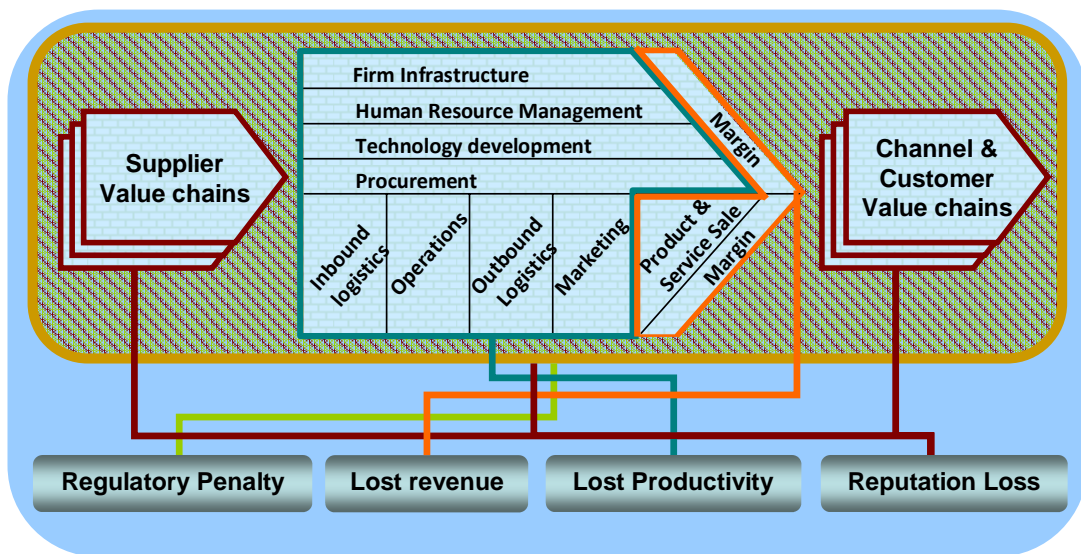 Firm Infrastructure
Human Resource Management
Technology development
Procurement
Margin
Supplier
Value chains
Channel &
Customer
Value chains
Inbound
logistics
Operations
Outbound
Logistics
Marketing
Product &
Service Sale
Margin
Regulatory Penalty
Lost revenue
Lost Productivity
Reputation Loss